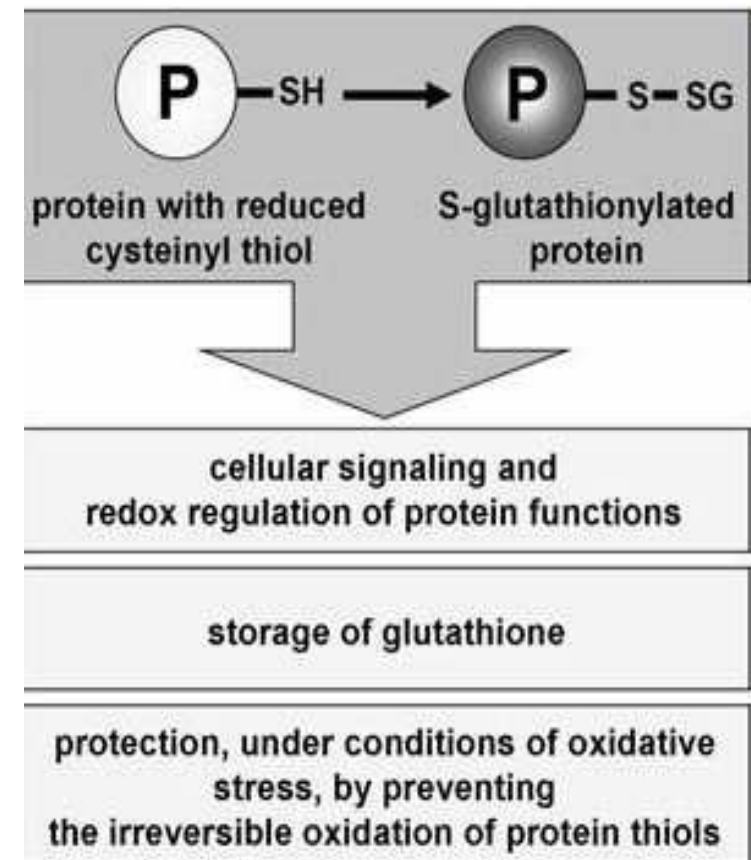 P SH P S SG
protein with reduced S-glutathionylated
cysteinyl thiol protein
cellular signaling and
redox regulation of protein functions
storage of glutathione
protection, under conditions of oxidative
stress, by preventing
the irreversible oxidation of protein thiols